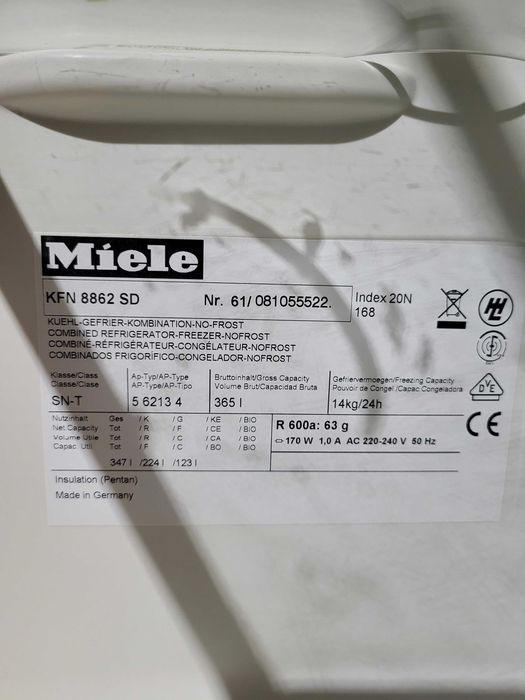 Miele
KFN 8862 SD Nr. 61/ 081055522. Index 20N
168
KUEHL-GEFRIER-KOMBINATION-NO-FROST
COMBINED REFRIGERATOR-FREEZER-NOFROST
COMBINÉ-RÉFRIGÉRATEUR-CONGÉLATEUR-NOFROST
COMBINADOS FRIGORÍFICO-CONGELADOR-NOFROST
Klasse/Class Ap-Typ/AP-Type Bruttoinhalt/Gross Capacity Gefriervermoegen/Freezing Capacity
Classe/Clase AP-Type/AP-Tipo Volume Brut/Capacidad Bruta Pouvoir de Congel./Capac.Congeladora
SN-T 5 6213 4 365 l 14kg/24h
Nutzinhalt Ges / K / G / KE / BIO
Net Capacity Tot / R / F / CE / BIO
Volume Utile Tot / R / C / CA / BIO
Capac. Util Tot / F / C / BO / BIO
347 l /224 l /123 l
R 600a: 63 g
170 W 1,0 A AC 220-240 V 50 Hz
Insulation (Pentan)
Made in Germany
DVE
CE